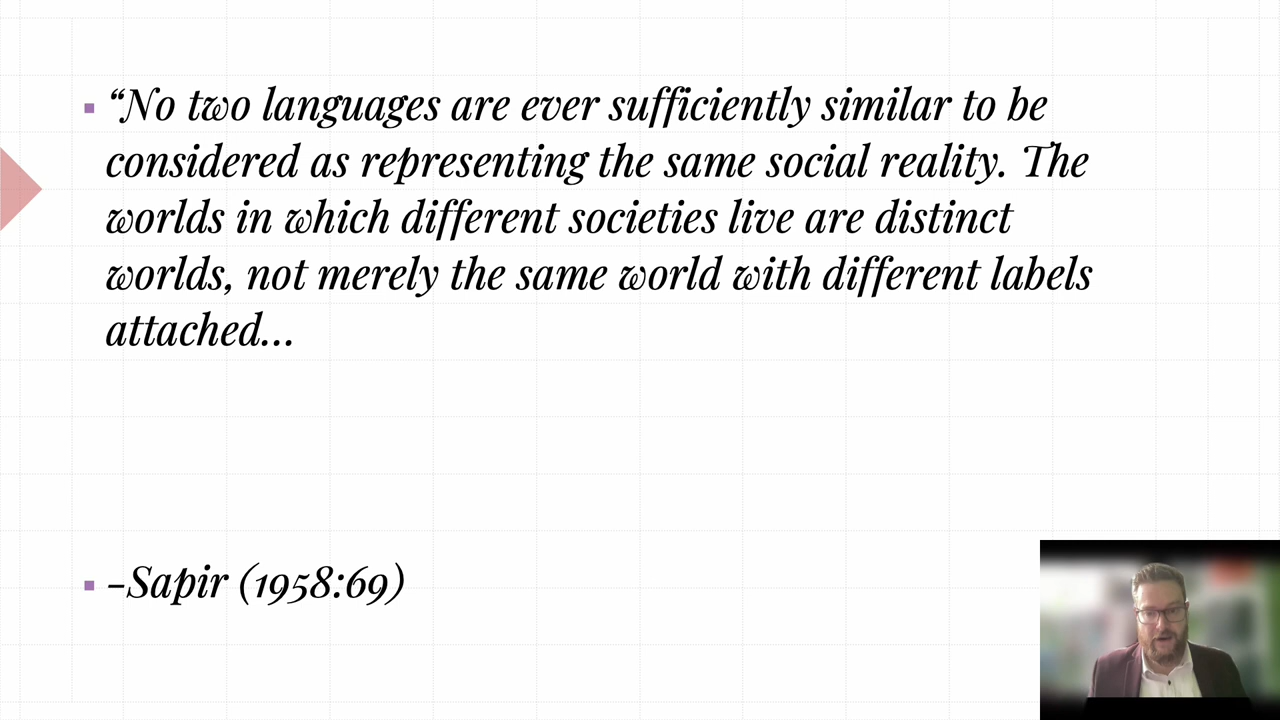 “No two languages are ever sufficiently similar to be
considered as representing the same social reality. The
worlds in which different societies live are distinct
worlds, not merely the same world with different labels
attached…
–Sapir (1958:69)